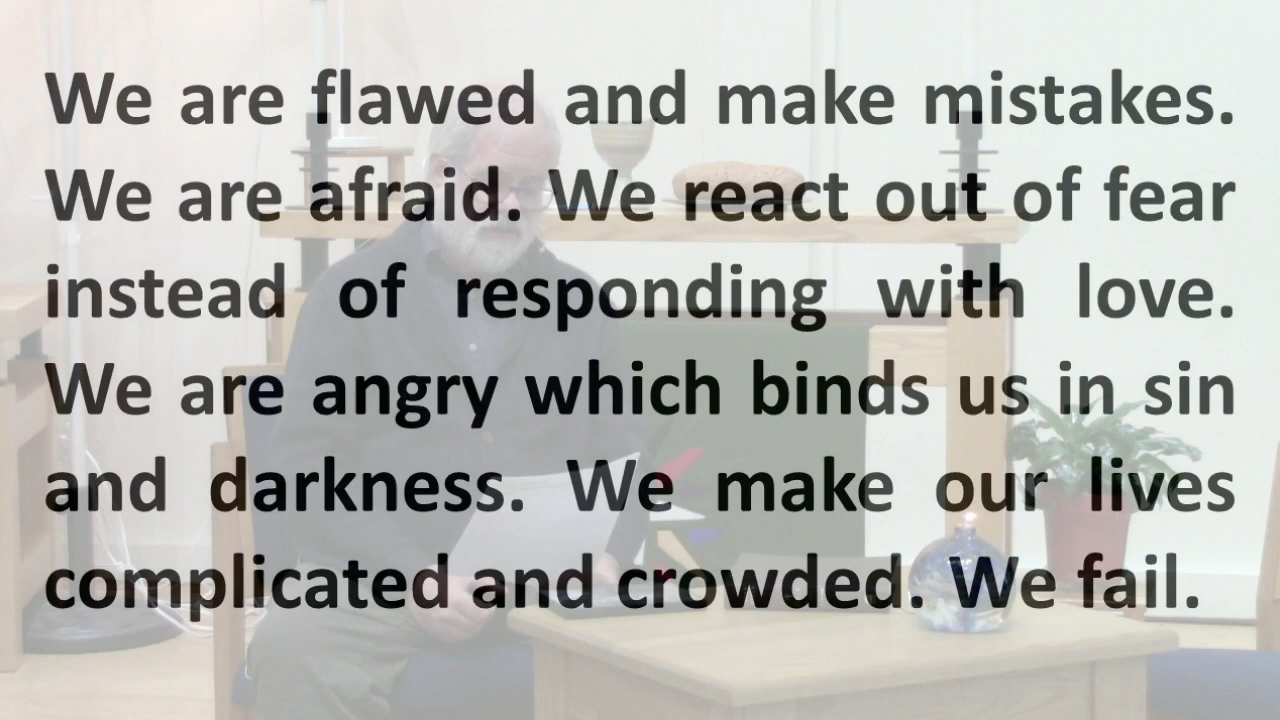 We are flawed and make mistakes.
We are afraid. We react out of fear
instead of responding with love.
We are angry which binds us in sin
and darkness. We make our lives
complicated and crowded. We fail.